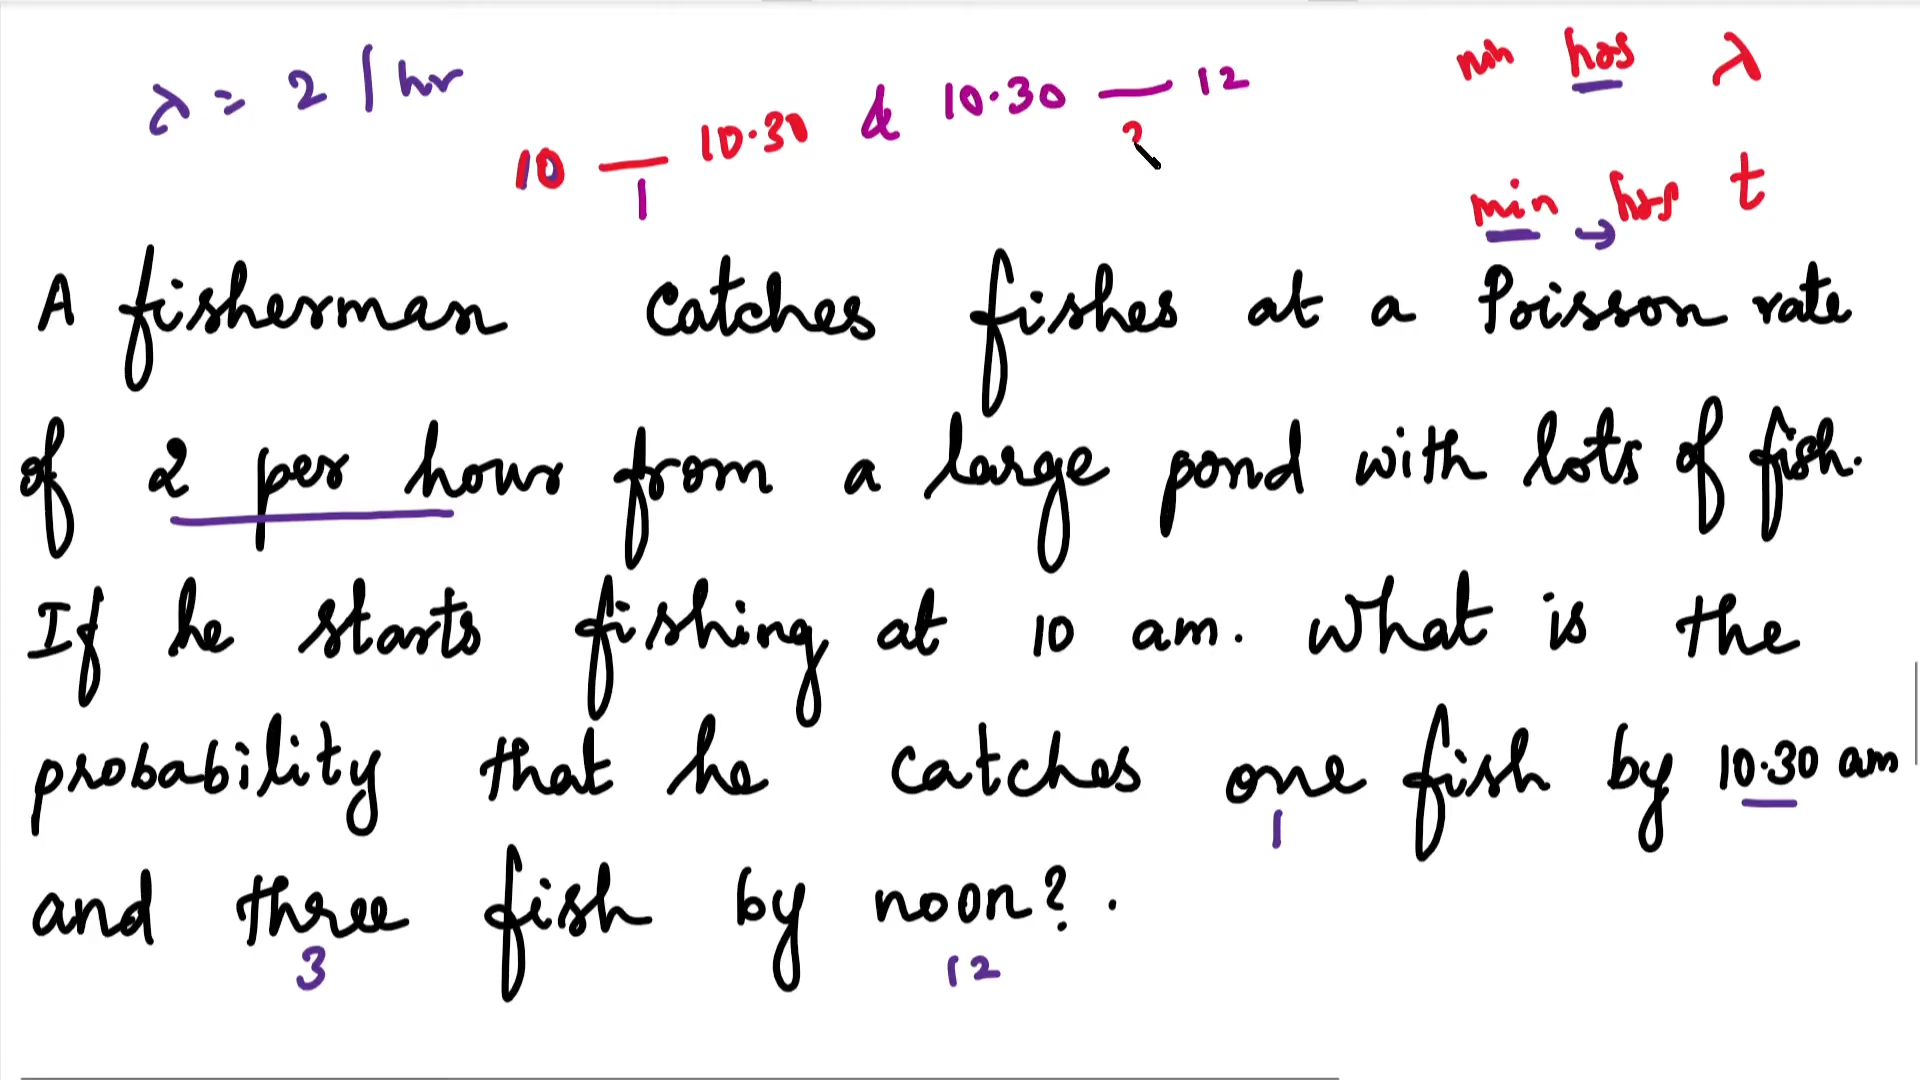 λ = 2 / hr
10 — 10.30 & 10.30 — 12
1
?
min hrs λ
min → hrs t
A fisherman catches fishes at a Poisson rate
of 2 per hour from a large pond with lots of fish.
If he starts fishing at 10 am. What is the
probability that he catches one fish by 10.30 am
1
and three fish by noon? .
3 12